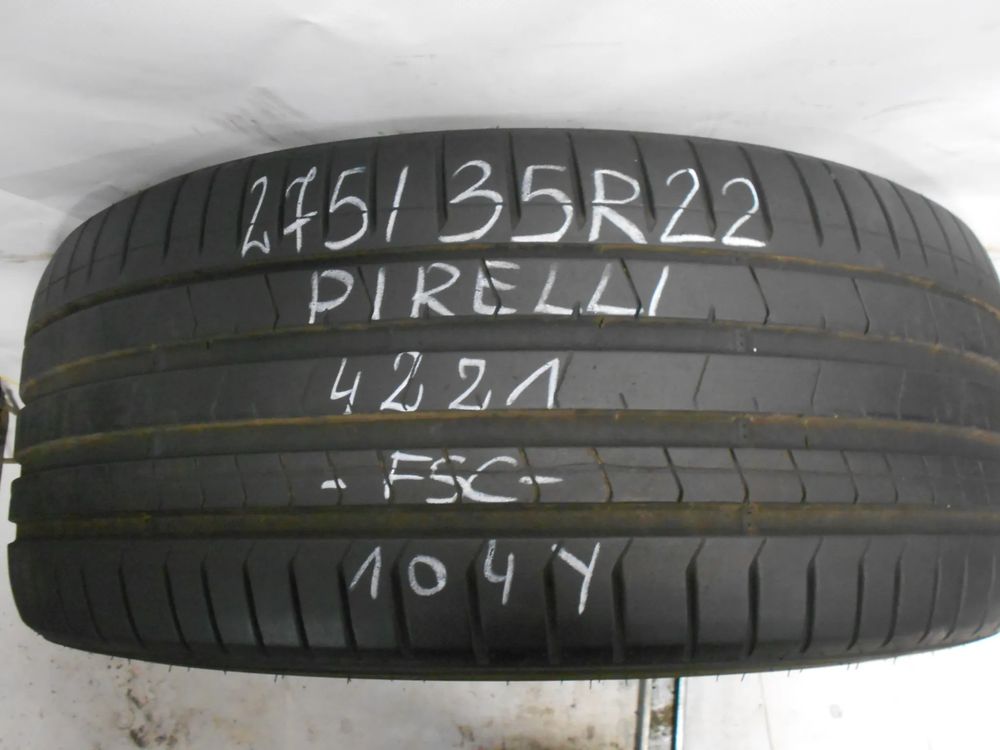 275/35R22
PIRELLI
4221
-FSC-
104Y